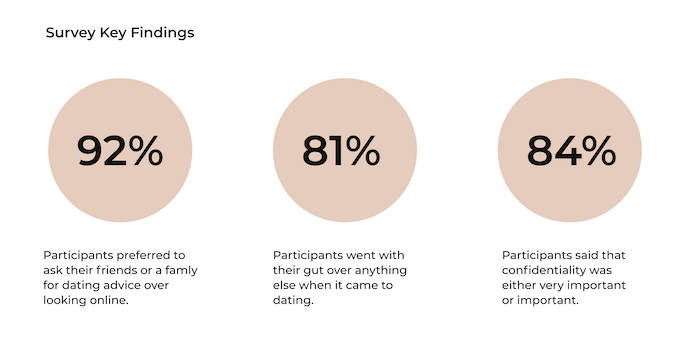 Survey Key Findings
92%
81%
84%
Participants preferred to
ask their friends or a famly
for dating advice over
looking online.
Participants went with
their gut over anything
else when it came to
dating.
Participants said that
confidentiality was
either very important
or important.